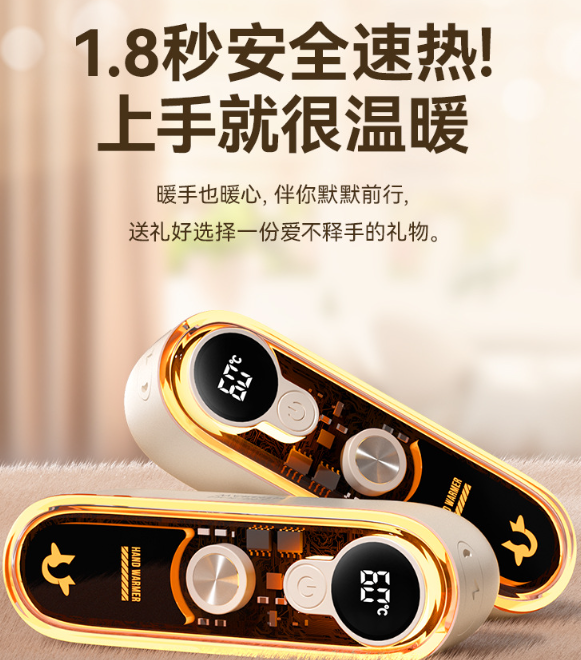 1.8秒安全速热!
上手就很温暖
暖手也暖心, 伴你默默前行,
送礼好选择一份爱不释手的礼物。
60℃
HAND WARMER
60℃
HAND WARMER